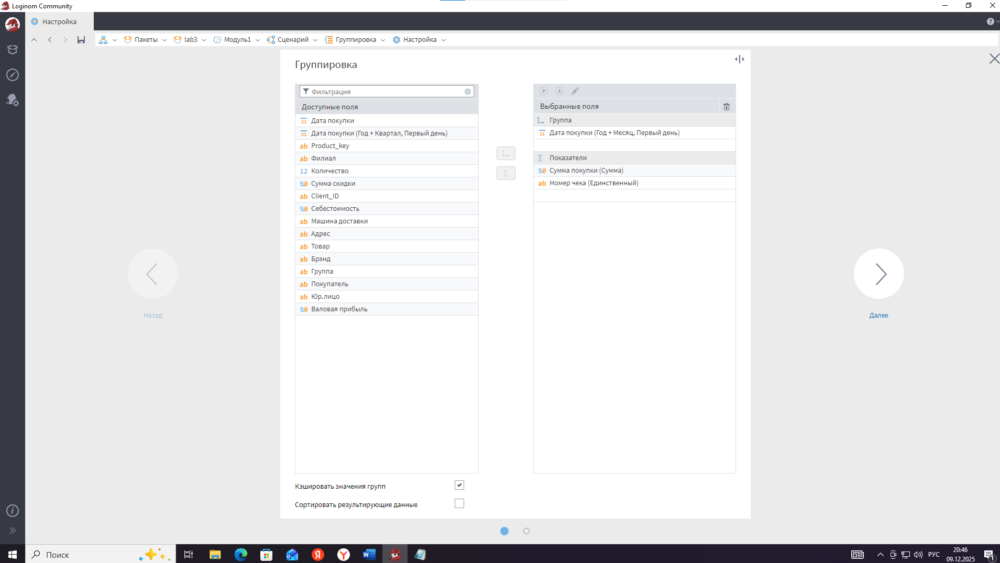 Loginom Community
Настройка
Пакеты
lab3
Модуль1
Сценарий
Группировка
Настройка
Группировка
Фильтрация
Доступные поля
31 Дата покупки
31 Дата покупки (Год + Квартал, Первый день)
ab Product_key
ab Филиал
12 Количество
9.0 Сумма скидки
ab Client_ID
9.0 Себестоимость
ab Машина доставки
ab Адрес
ab Товар
ab Брэнд
ab Группа
ab Покупатель
ab Юр.лицо
9.0 Валовая прибыль
Выбранные поля
Группа
31 Дата покупки (Год + Месяц, Первый день)
Σ Показатели
9.0 Сумма покупки (Сумма)
ab Номер чека (Единственный)
Σ
Назад
Далее
Кэшировать значения групп
Сортировать результирующие данные
Поиск
РУС
20:46
09.12.2025
1